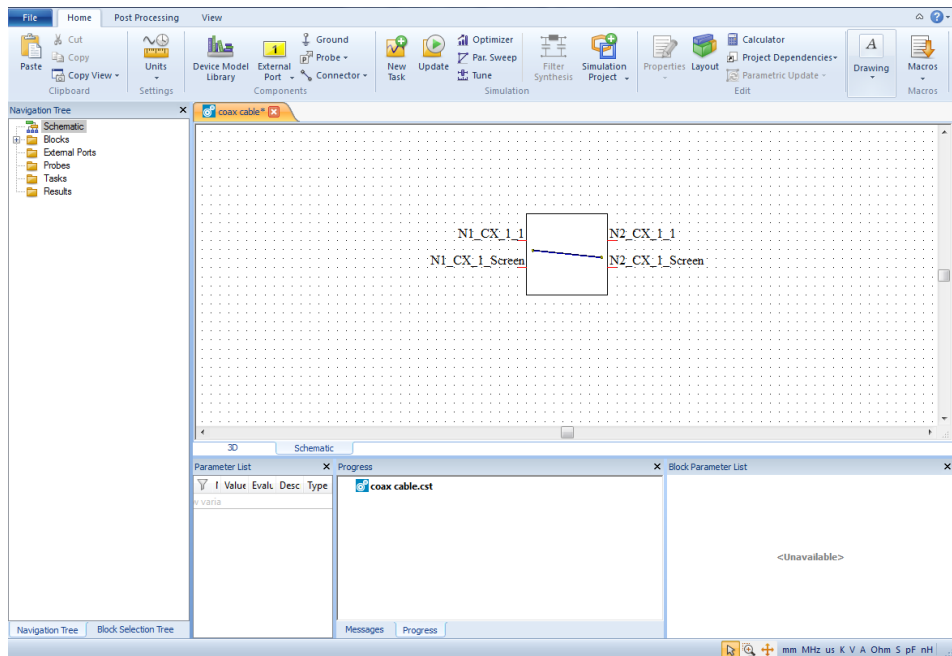 File Home Post Processing View
Paste
Cut
Copy
Copy View
Clipboard
Units
Settings
Device Model Library
1
External Port
Ground
Probe
Connector
Components
New Task
Update
Optimizer
Par. Sweep
Tune
Filter Synthesis
Simulation Project
Simulation
Properties
Layout
Calculator
Project Dependencies
Parametric Update
Edit
A
Drawing
Macros
Macros
Navigation Tree
Schematic
Blocks
External Ports
Probes
Tasks
Results
coax cable*
N1_CX_1_1 N2_CX_1_1
N1_CX_1_Screen N2_CX_1_Screen
3D Schematic
Parameter List
Value Evalu Desc Type
varia
Progress
coax cable.cst
Block Parameter List
<Unavailable>
Navigation Tree Block Selection Tree
Messages Progress
mm MHz us K V A Ohm S pF nH